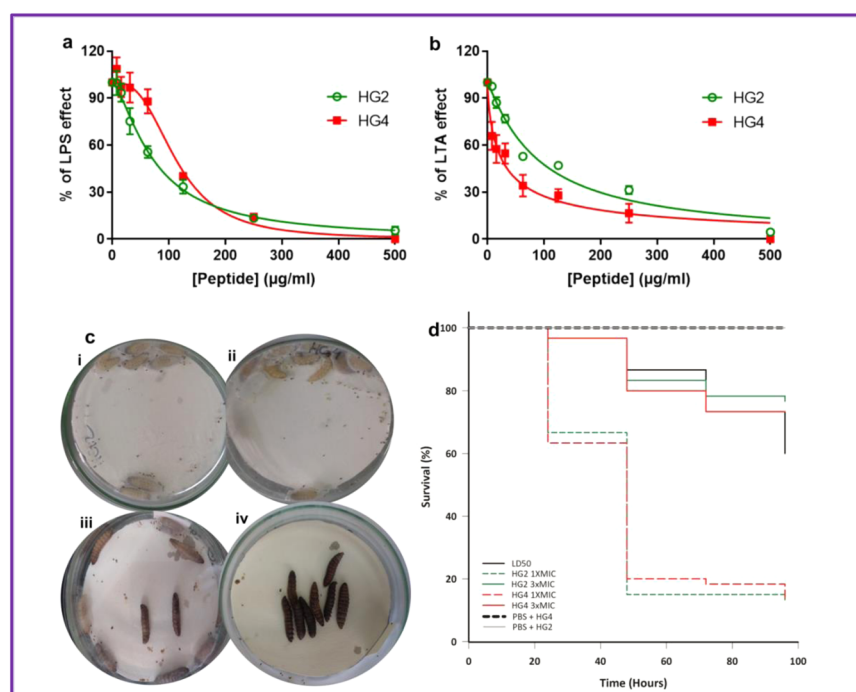 a
120
90
60
30
0
% of LPS effect
HG2
HG4
0 100 200 300 400 500
[Peptide] (µg/ml)
b
120
90
60
30
0
% of LTA effect
HG2
HG4
0 100 200 300 400 500
[Peptide] (µg/ml)
c
i
ii
iii
iv
d
100
80
60
40
20
0
Survival (%)
LD50
HG2 1XMIC
HG2 3xMIC
HG4 1XMIC
HG4 3xMIC
PBS + HG4
PBS + HG2
0 20 40 60 80 100
Time (Hours)